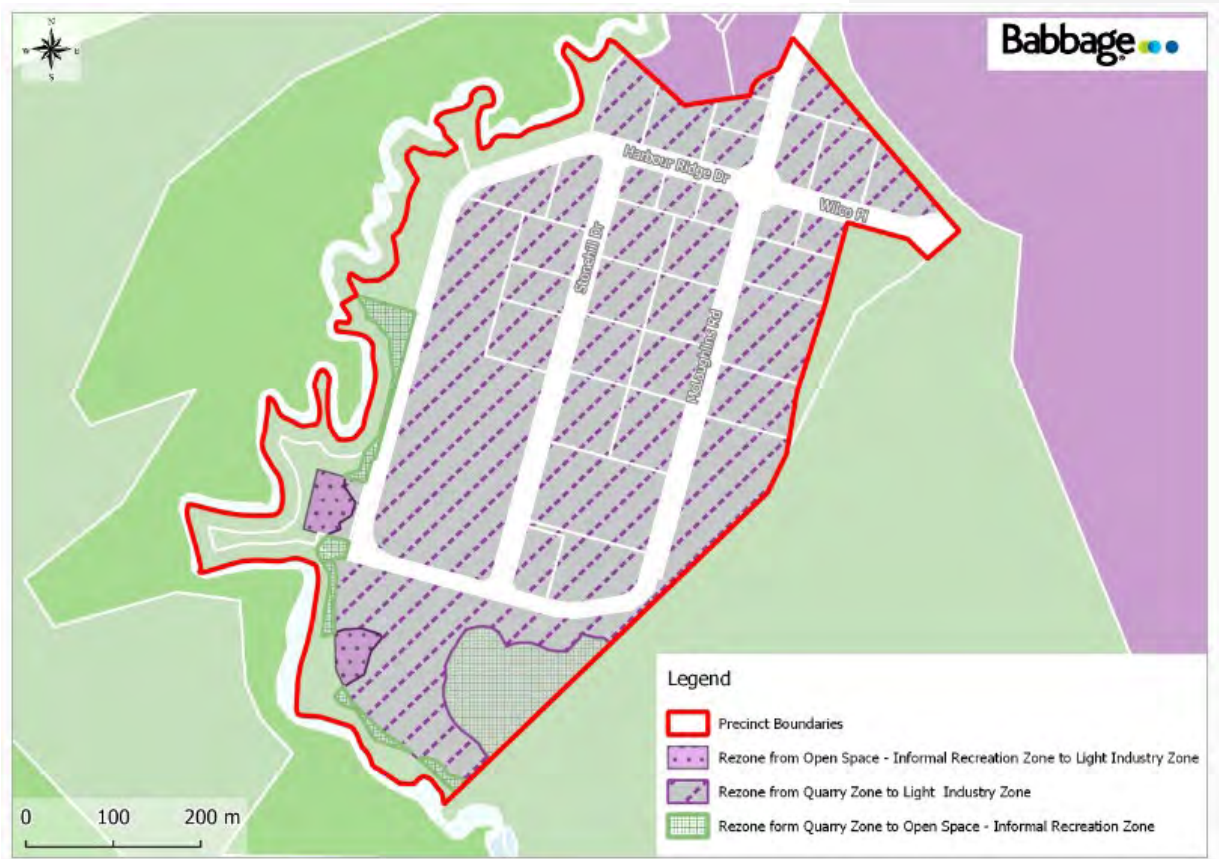 N
W E
S
Babbage
Harbour Ridge Dr
Wilco Pl
Stonehill Dr
McLaughlins Rd
Legend
Precinct Boundaries
Rezone from Open Space - Informal Recreation Zone to Light Industry Zone
Rezone from Quarry Zone to Light Industry Zone
Rezone form Quarry Zone to Open Space - Informal Recreation Zone
0 100 200 m